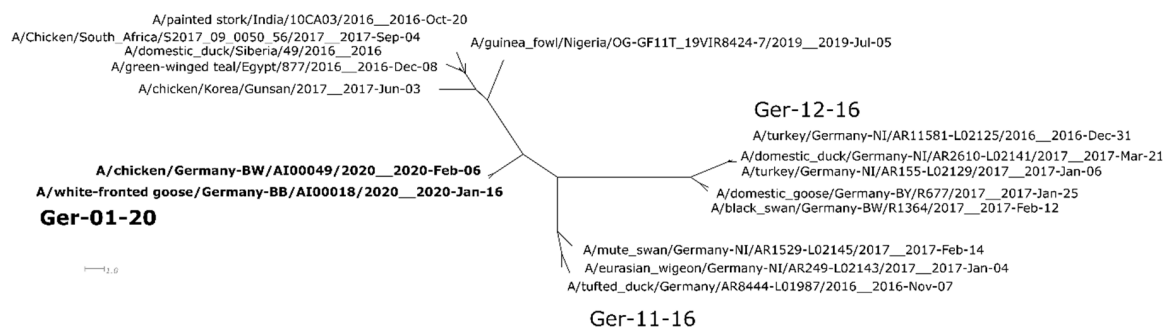 A/painted stork/India/10CA03/2016__2016-Oct-20
A/Chicken/South_Africa/S2017_09_0050_56/2017__2017-Sep-04
A/domestic_duck/Siberia/49/2016__2016
A/green-winged teal/Egypt/877/2016__2016-Dec-08
A/chicken/Korea/Gunsan/2017__2017-Jun-03
A/guinea_fowl/Nigeria/OG-GF11T_19VIR8424-7/2019__2019-Jul-05
Ger-12-16
A/turkey/Germany-NI/AR11581-L02125/2016__2016-Dec-31
A/domestic_duck/Germany-NI/AR2610-L02141/2017__2017-Mar-21
A/turkey/Germany-NI/AR155-L02129/2017__2017-Jan-06
A/domestic_goose/Germany-BY/R677/2017__2017-Jan-25
A/black_swan/Germany-BW/R1364/2017__2017-Feb-12
A/chicken/Germany-BW/AI00049/2020__2020-Feb-06
A/white-fronted goose/Germany-BB/AI00018/2020__2020-Jan-16
Ger-01-20
A/mute_swan/Germany-NI/AR1529-L02145/2017__2017-Feb-14
A/eurasian_wigeon/Germany-NI/AR249-L02143/2017__2017-Jan-04
A/tufted_duck/Germany/AR8444-L01987/2016__2016-Nov-07
Ger-11-16
1.0